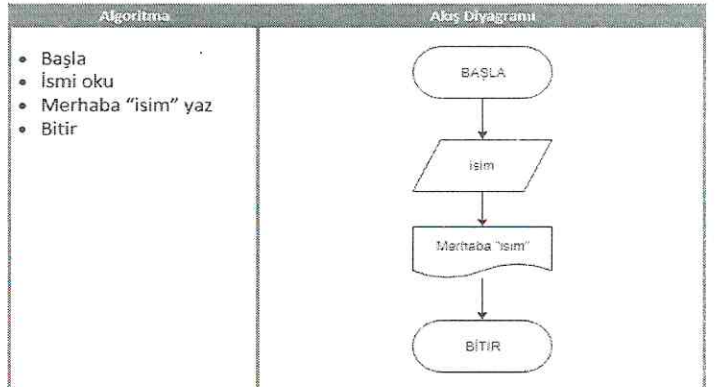 Algoritma
Akış Diyagramı
• Başla
• İsmi oku
• Merhaba “isim” yaz
• Bitir
BAŞLA
isim
Merhaba "isim"
BİTİR